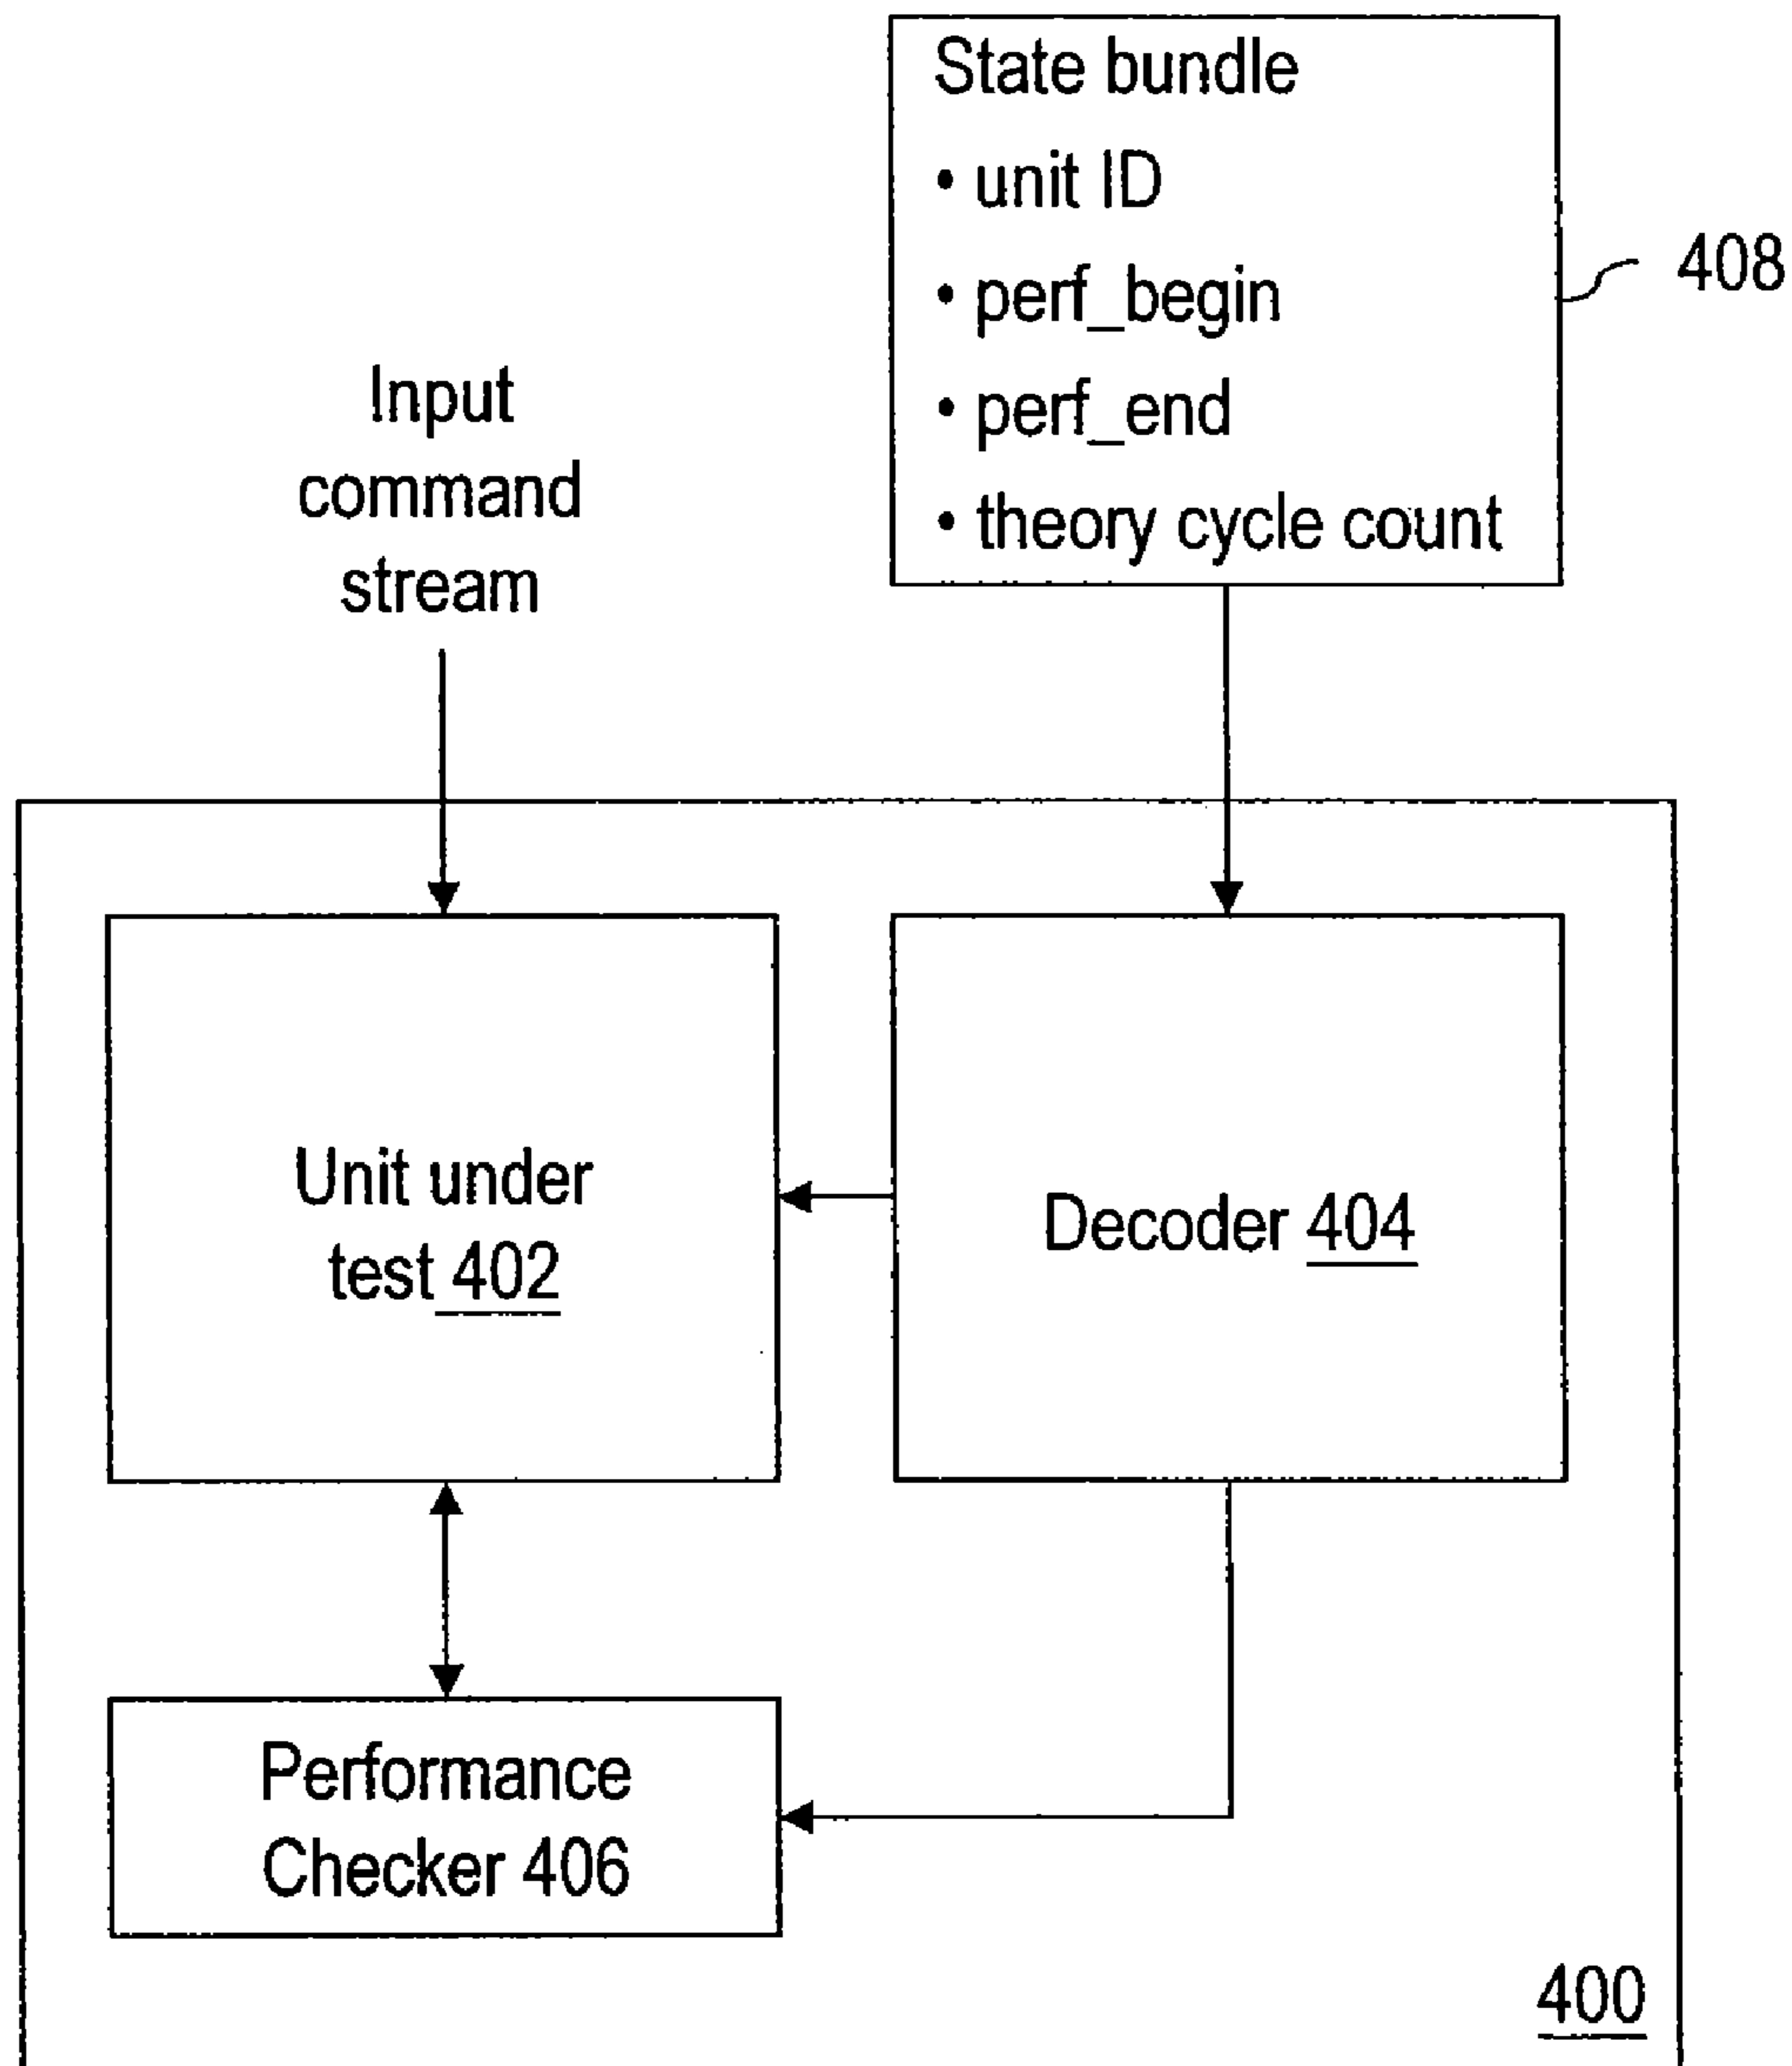 State bundle
• unit ID
• perf_begin
• perf_end
• theory cycle count
408
Input
command
stream
Unit under
test 402
Decoder 404
Performance
Checker 406
400